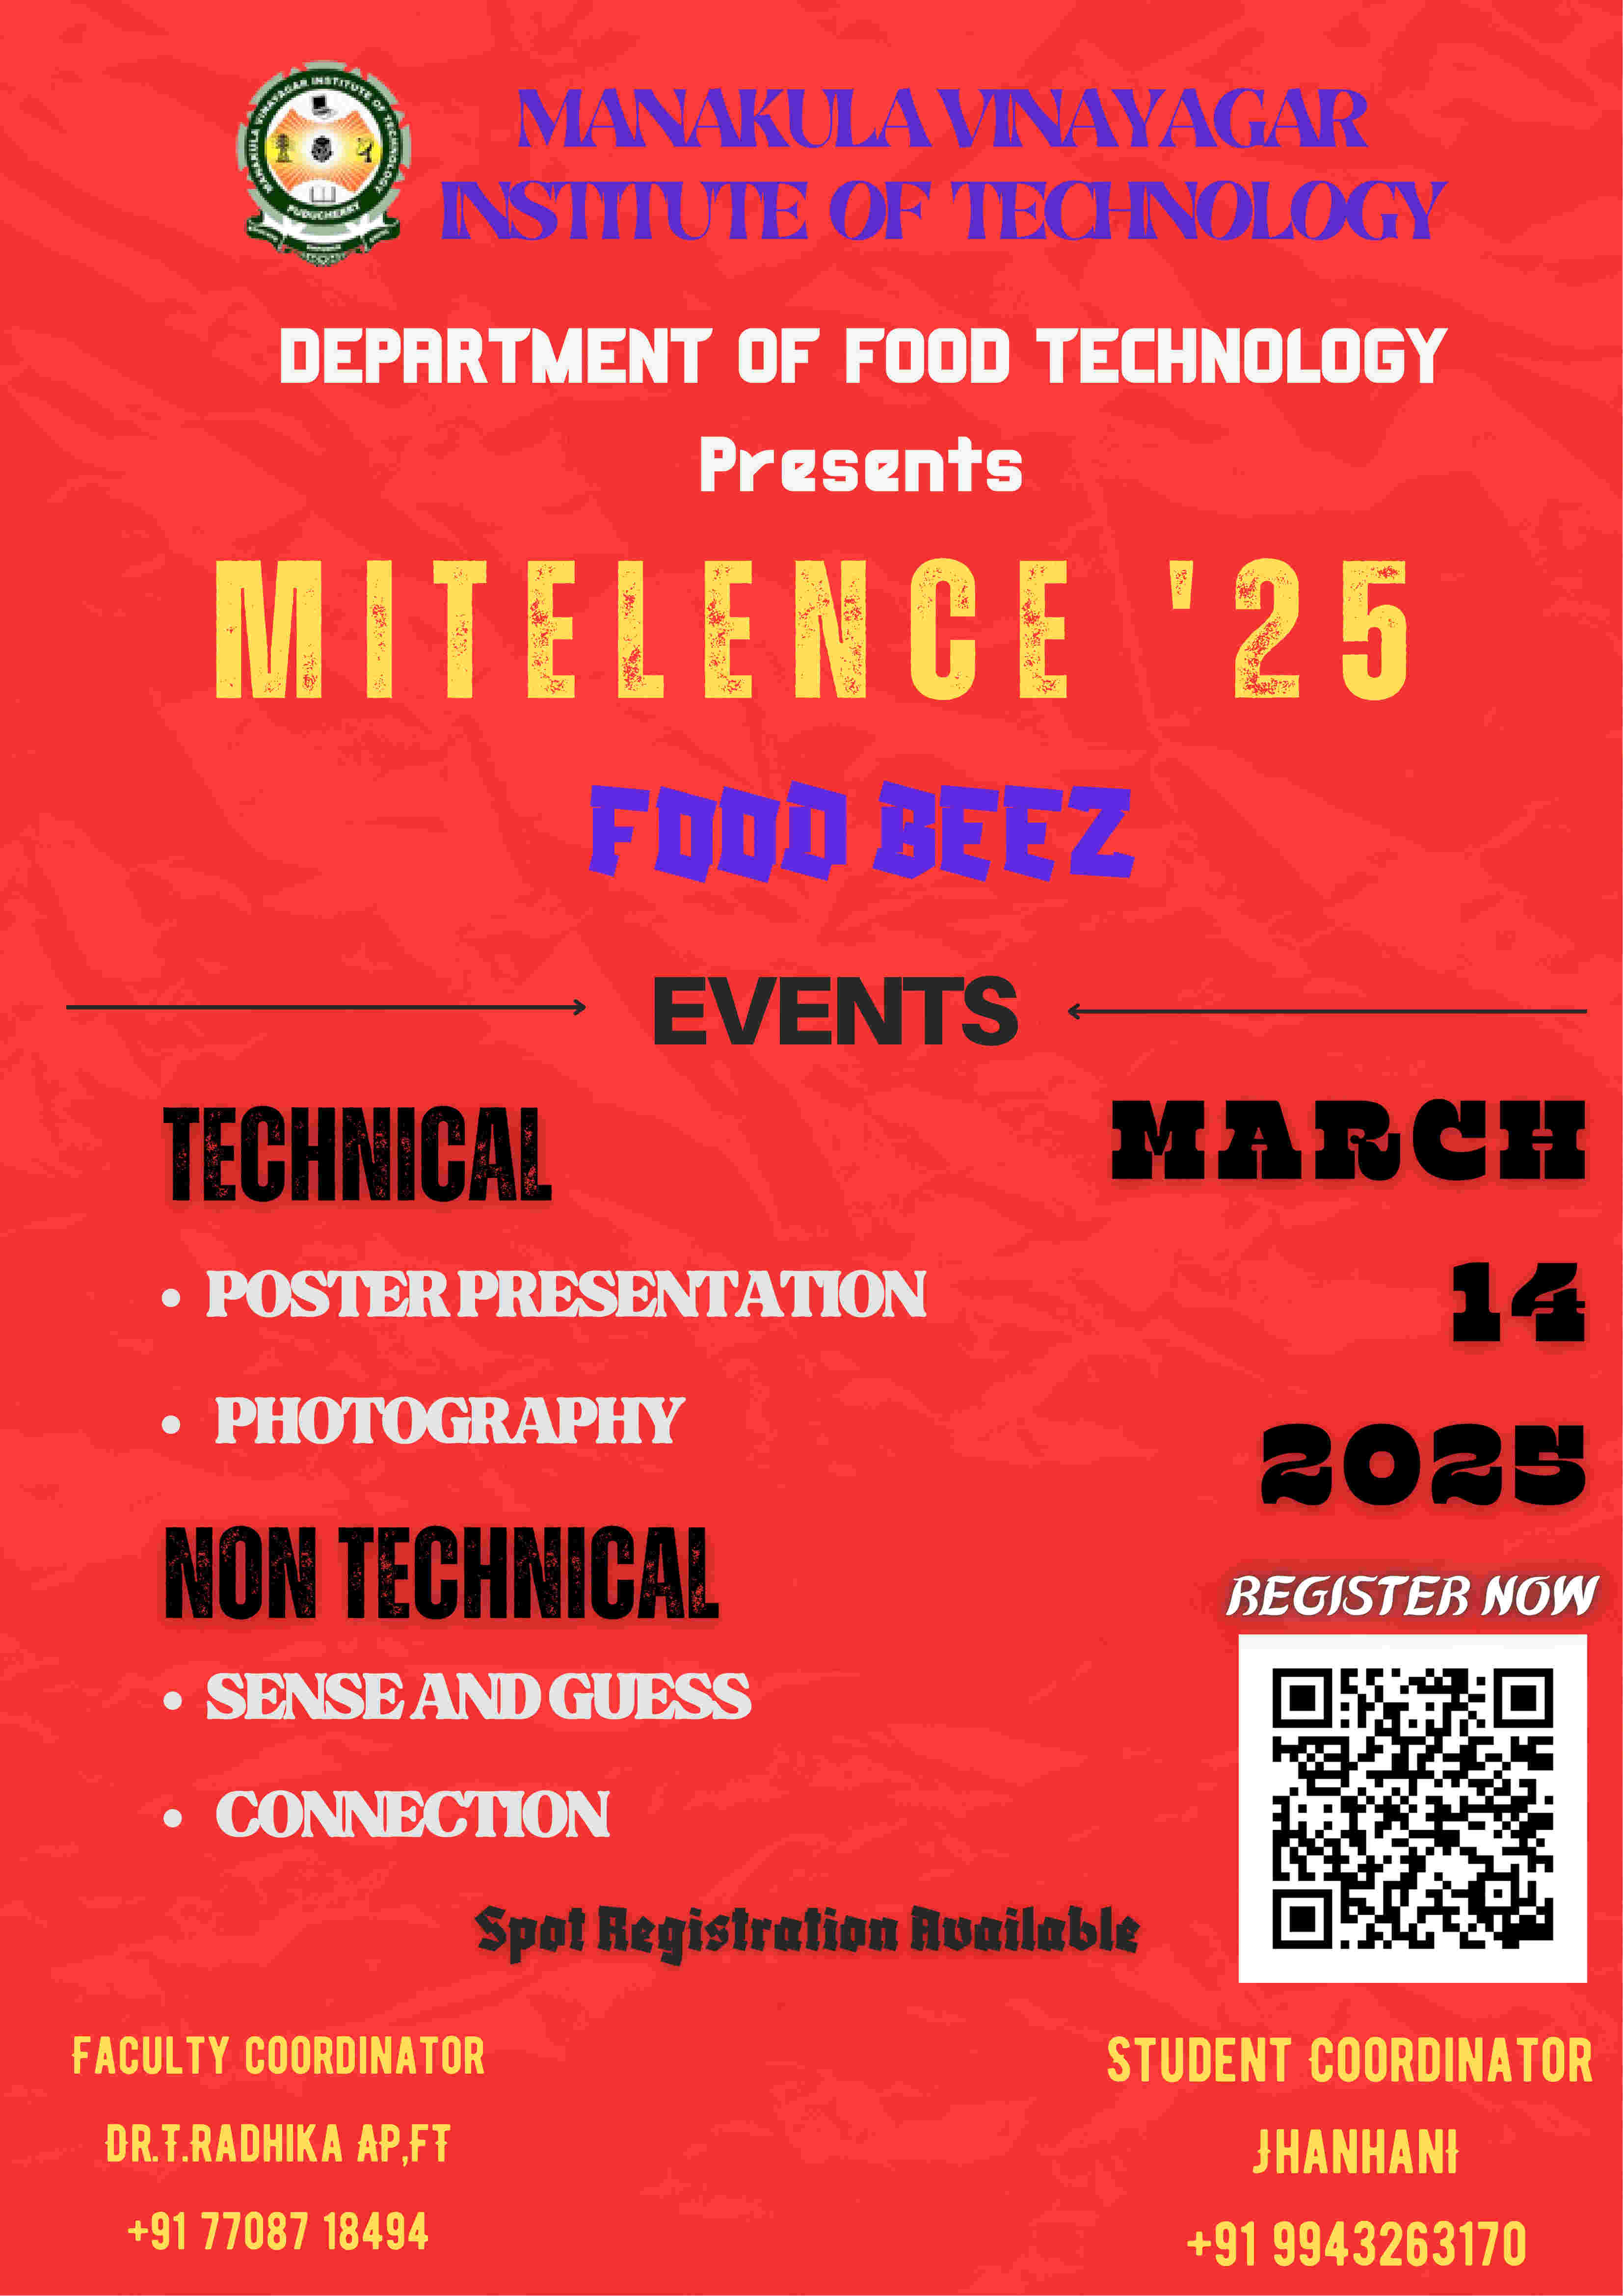 MANAKULA VINAYAGAR INSTITUTE OF TECHNOLOGY
PUDUCHERRY
MANAKULA VINAYAGAR
INSTITUTE OF TECHNOLOGY
DEPARTMENT OF FOOD TECHNOLOGY
Presents
MITELENCE '25
FOOD BEEZ
EVENTS
TECHNICAL
• POSTER PRESENTATION
• PHOTOGRAPHY
NON TECHNICAL
• SENSE AND GUESS
• CONNECTION
MARCH
14
2025
REGISTER NOW
Spot Registration Available
FACULTY COORDINATOR
DR.T.RADHIKA AP,FT
+91 77087 18494
STUDENT COORDINATOR
JHANHANI
+91 9943263170